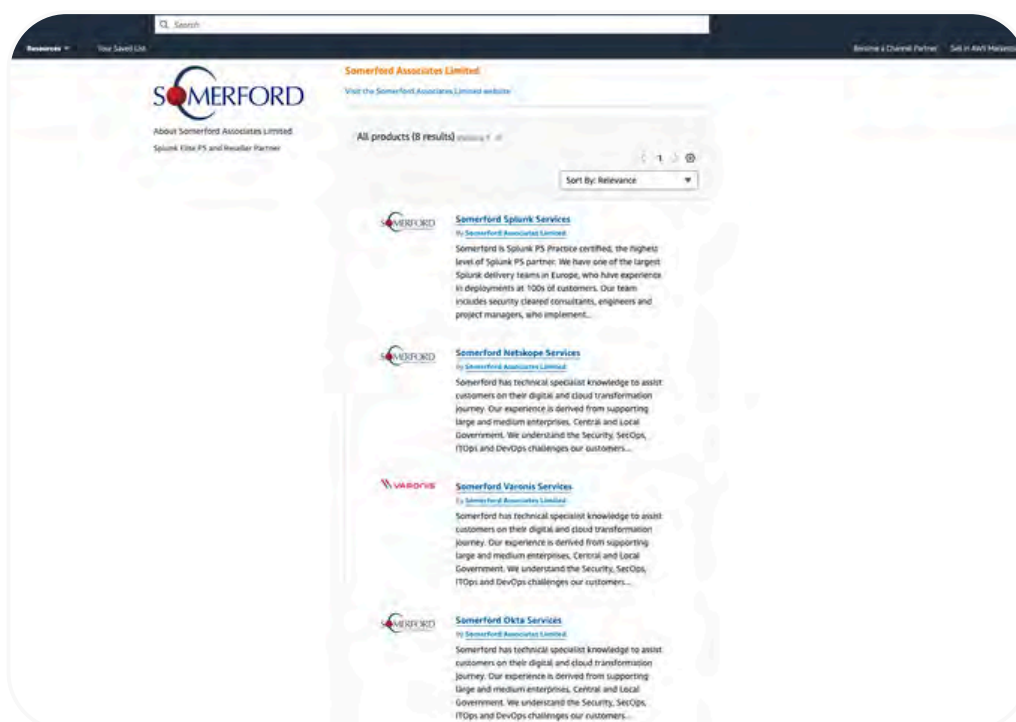 Search
Resources
Your Saved List
Become a Channel Partner
Sell in AWS Marketp
SOMERFORD
About Somerford Associates Limited
Splunk Elite PS and Reseller Partner
Somerford Associates Limited
Visit the Somerford Associates Limited website
All products (8 results)
1
Sort By: Relevance
SOMERFORD
Somerford Splunk Services
By Somerford Associates Limited
Somerford is Splunk PS Practice certified, the highest
level of Splunk PS partner. We have one of the largest
Splunk delivery teams in Europe, who have experience
in deployments at 100s of customers. Our team
includes security cleared consultants, engineers and
project managers, who implement...
SOMERFORD
Somerford Netskope Services
By Somerford Associates Limited
Somerford has technical specialist knowledge to assist
customers on their digital and cloud transformation
journey. Our experience is derived from supporting
large and medium enterprises, Central and Local
Government. We understand the Security, SecOps,
ITOps and DevOps challenges our customers...
VARONIS
Somerford Varonis Services
By Somerford Associates Limited
Somerford has technical specialist knowledge to assist
customers on their digital and cloud transformation
journey. Our experience is derived from supporting
large and medium enterprises, Central and Local
Government. We understand the Security, SecOps,
ITOps and DevOps challenges our customers...
SOMERFORD
Somerford Okta Services
By Somerford Associates Limited
Somerford has technical specialist knowledge to assist
customers on their digital and cloud transformation
journey. Our experience is derived from supporting
large and medium enterprises, Central and Local
Government. We understand the Security, SecOps,
ITOps and DevOps challenges our customers...